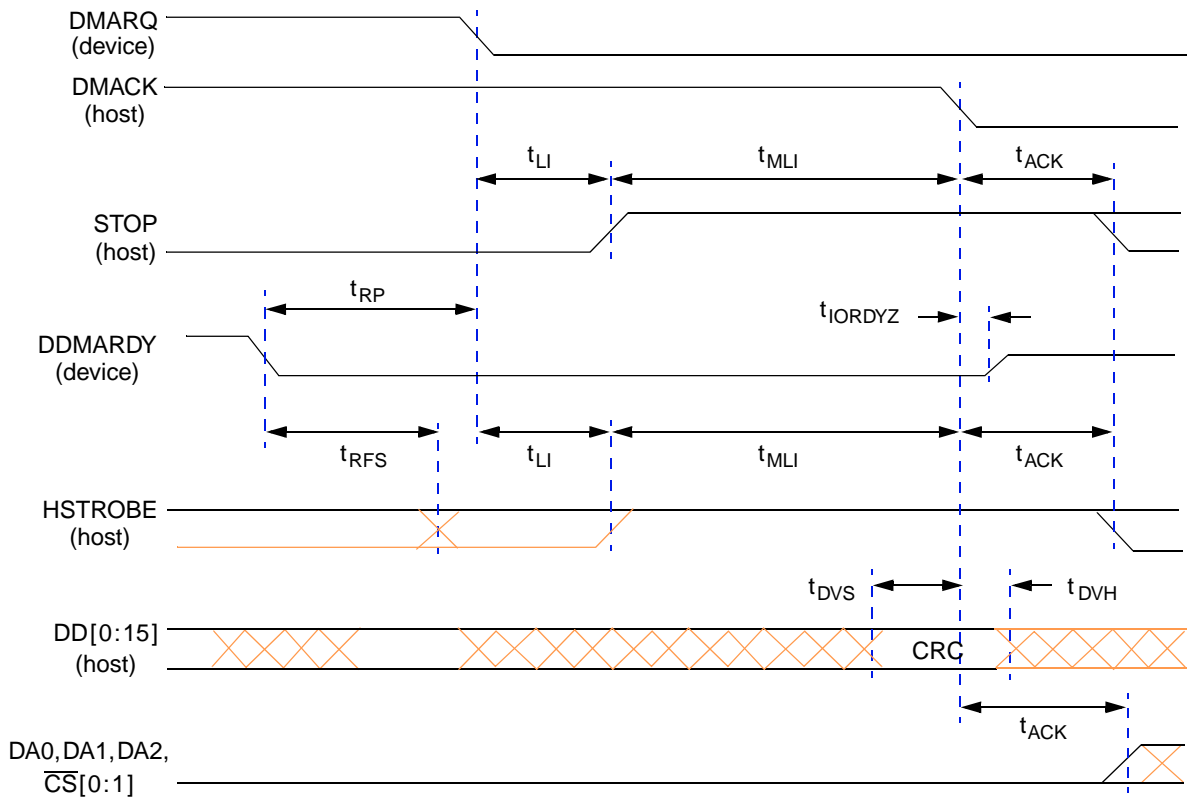 DMARQ
(device)
DMACK
(host)
tLI
tMLI
tACK
STOP
(host)
tRP
tIORDYZ
DDMARDY
(device)
tRFS
tLI
tMLI
tACK
HSTROBE
(host)
tDVS
tDVH
DD[0:15]
(host)
CRC
tACK
DA0,DA1,DA2,
C̅S̅[0:1]